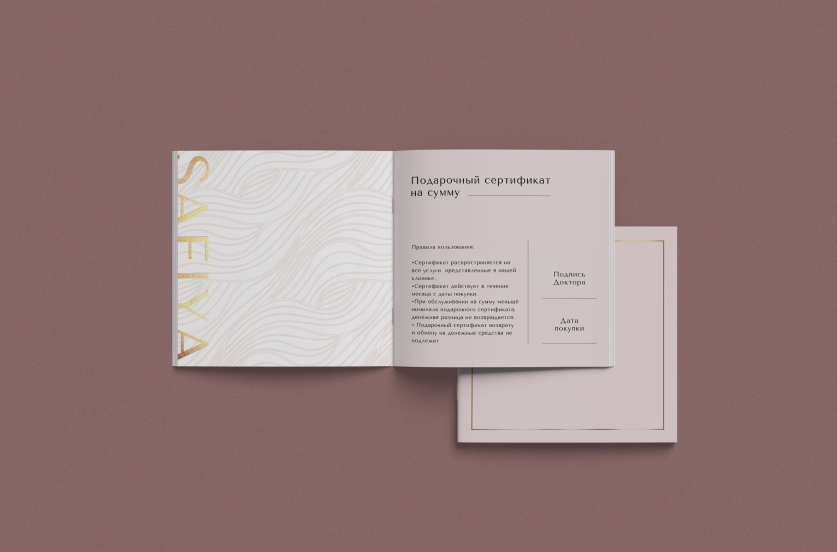 SAFIYA
Подарочный сертификат
на сумму
Правила пользования:
•Сертификат распространяется на
все услуги представленные в нашей
клинике.
•Сертификат действует в течение
месяца с даты покупки.
•При обслуживании на сумму меньше
номинала подарочного сертификата,
денежная разница не возвращается.
• Подарочный сертификат возврату
и обмену на денежные средства не
подлежит
Подпись
Доктора
Дата
покупки